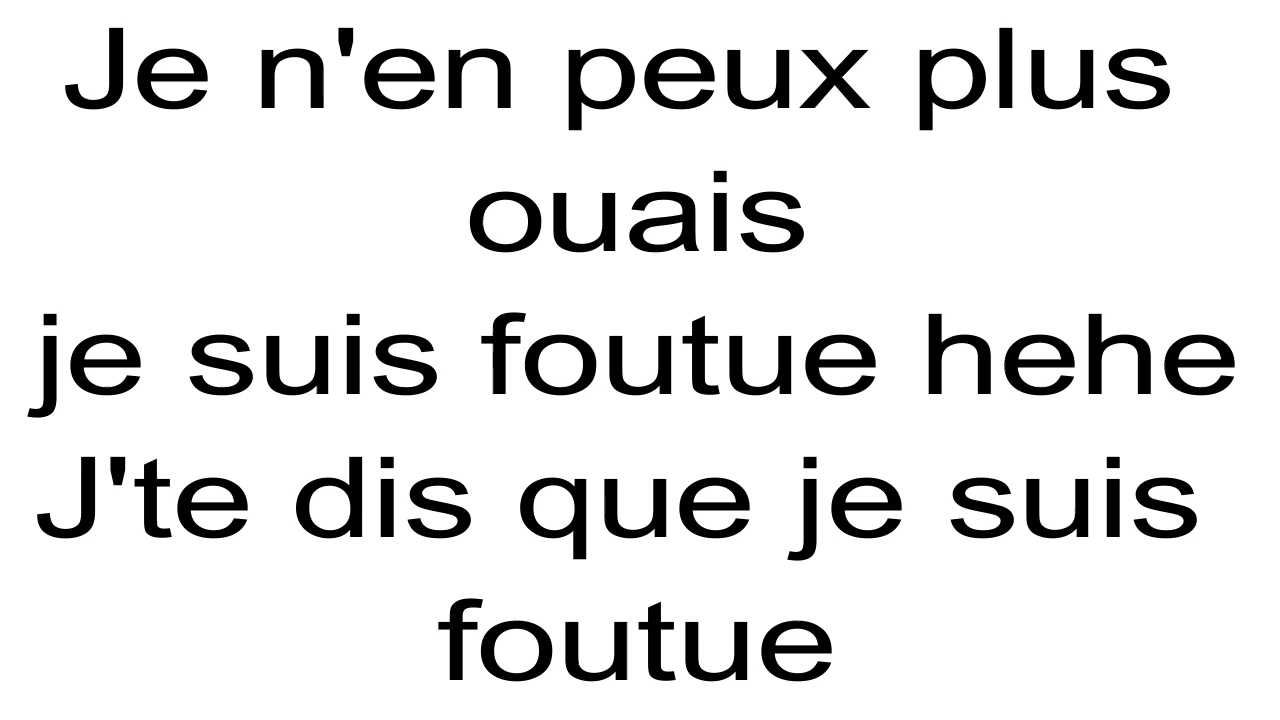 Je n'en peux plus
ouais
je suis foutue hehe
J'te dis que je suis
foutue